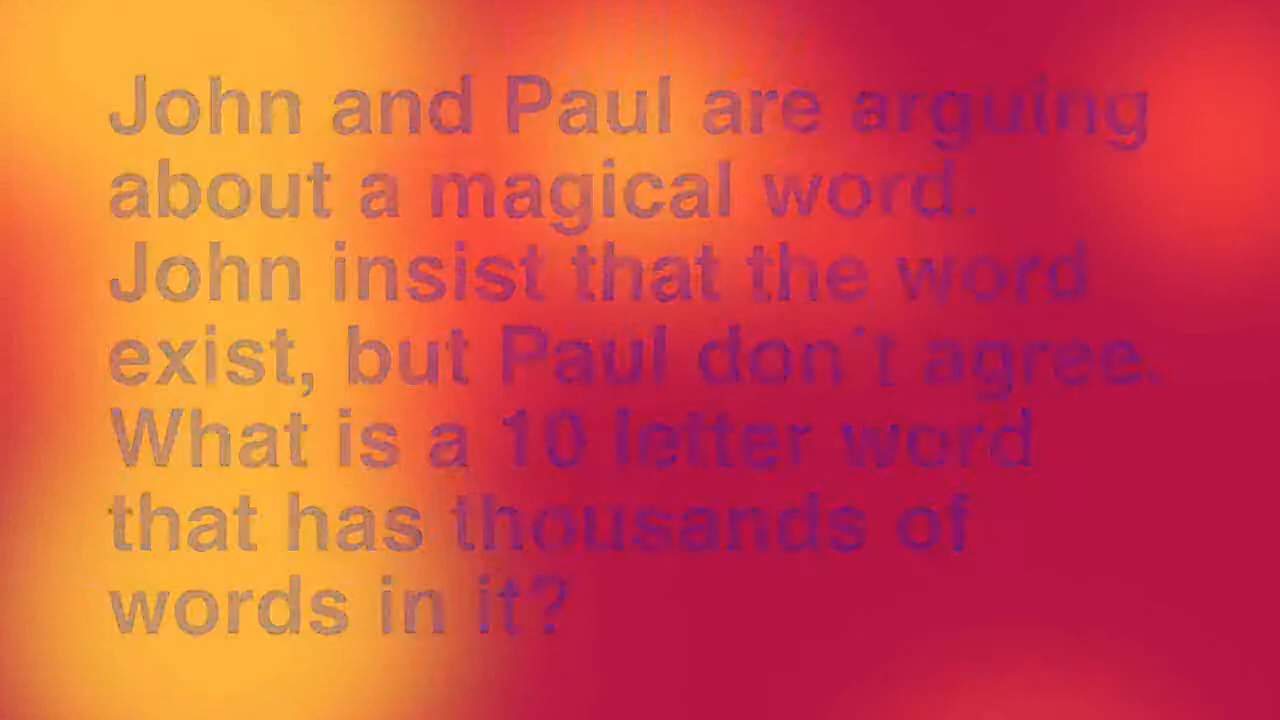 John and Paul are arguing
about a magical word.
John insist that the word
exist, but Paul don´t agree.
What is a 10 letter word
that has thousands of
words in it?